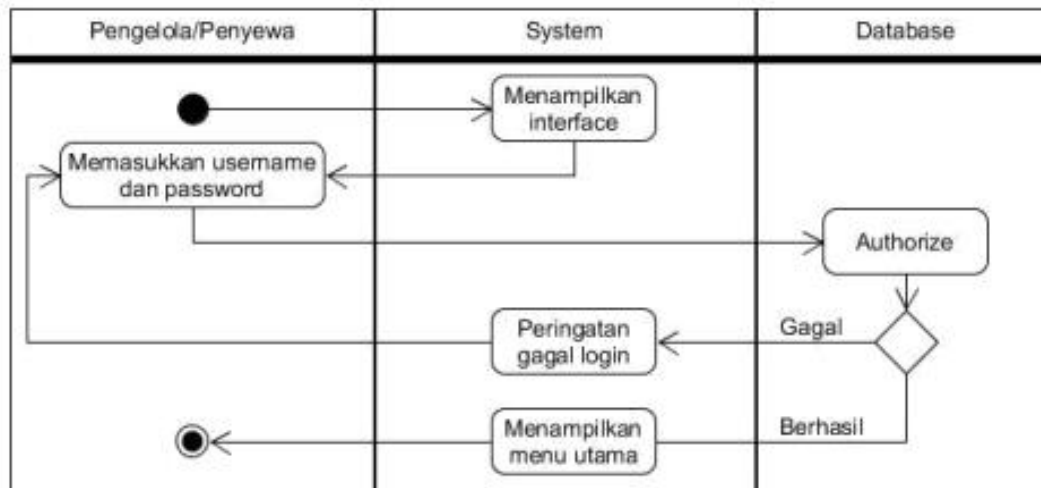 Pengelola/Penyewa
System
Database
Menampilkan
interface
Memasukkan username
dan password
Authorize
Peringatan
gagal login
Gagal
Menampilkan
menu utama
Berhasil